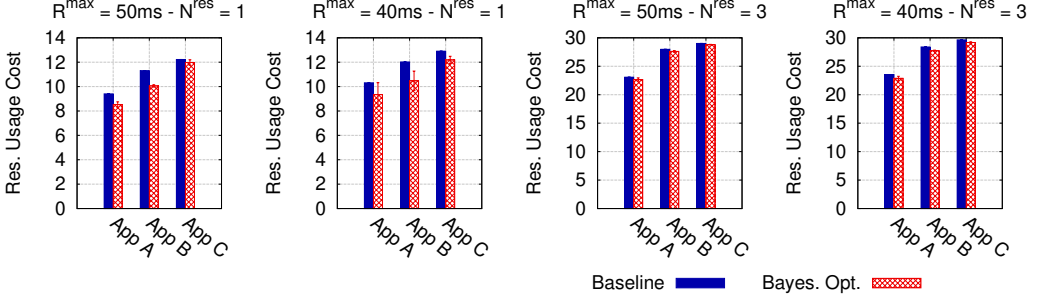 R^max = 50ms - N^res = 1
Res. Usage Cost
14
12
10
8
6
4
2
0
App A
App B
App C
R^max = 40ms - N^res = 1
Res. Usage Cost
14
12
10
8
6
4
2
0
App A
App B
App C
R^max = 50ms - N^res = 3
Res. Usage Cost
30
25
20
15
10
5
0
App A
App B
App C
R^max = 40ms - N^res = 3
Res. Usage Cost
30
25
20
15
10
5
0
App A
App B
App C
Baseline
Bayes. Opt.